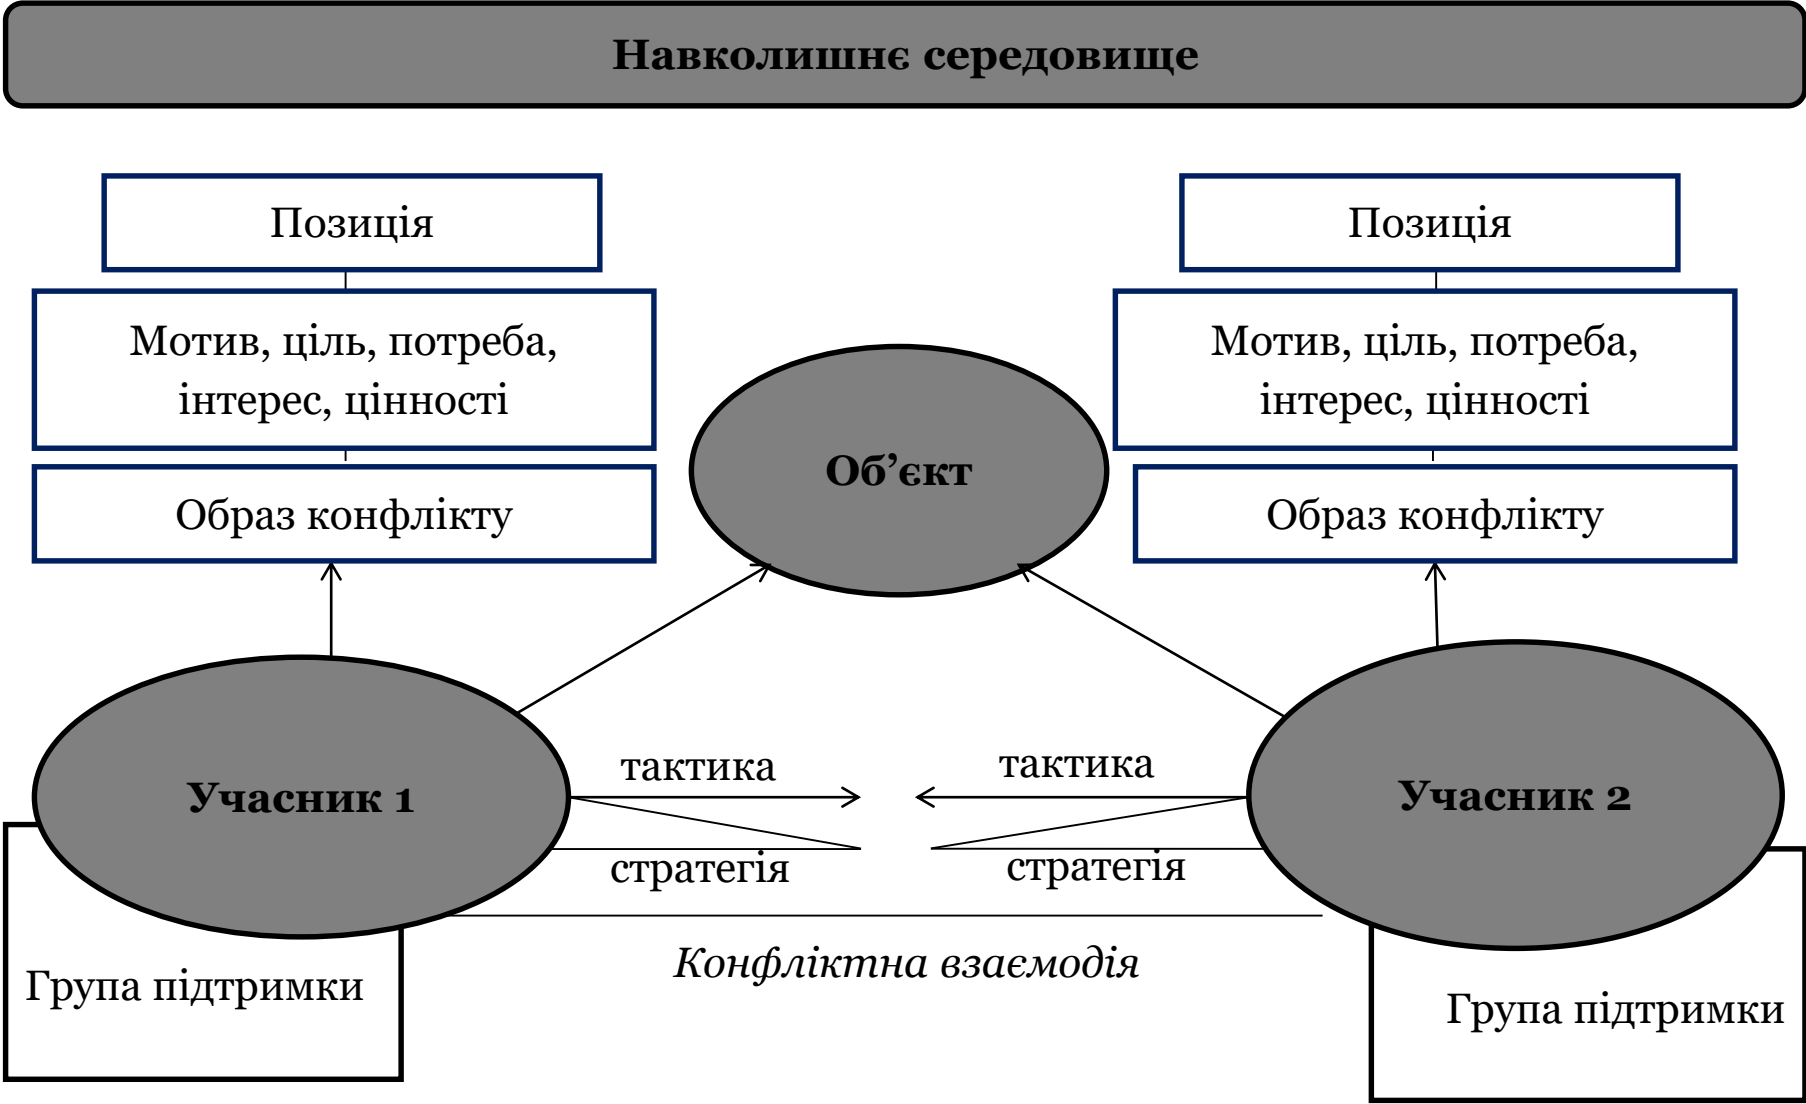 Навколишнє середовище
Позиція
Позиція
Мотив, ціль, потреба,
інтерес, цінності
Мотив, ціль, потреба,
інтерес, цінності
Об’єкт
Образ конфлікту
Образ конфлікту
тактика
тактика
Учасник 1
Учасник 2
стратегія
стратегія
Конфліктна взаємодія
Група підтримки
Група підтримки